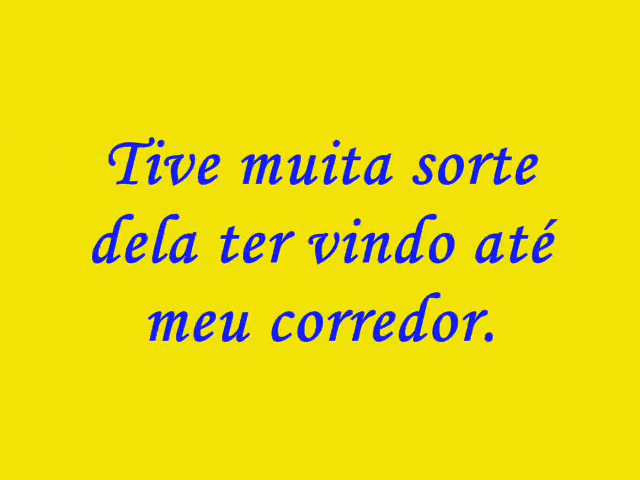 Tive muita sorte
dela ter vindo até
meu corredor.